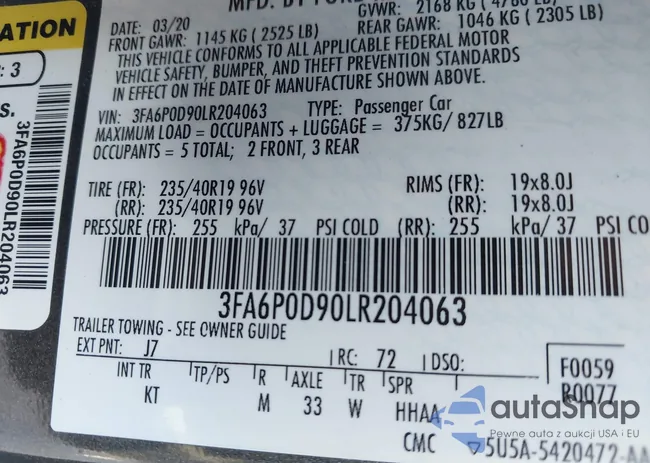 MFD. BY FORD
GVWR: 2168 KG (4780 LB)
DATE: 03/20
FRONT GAWR: 1145 KG (2525 LB) REAR GAWR: 1046 KG (2305 LB)
THIS VEHICLE CONFORMS TO ALL APPLICABLE FEDERAL MOTOR
VEHICLE SAFETY, BUMPER, AND THEFT PREVENTION STANDARDS
IN EFFECT ON THE DATE OF MANUFACTURE SHOWN ABOVE.
VIN: 3FA6P0D90LR204063 TYPE: Passenger Car
MAXIMUM LOAD = OCCUPANTS + LUGGAGE = 375KG/ 827LB
OCCUPANTS = 5 TOTAL; 2 FRONT, 3 REAR
TIRE (FR): 235/40R19 96V RIMS (FR): 19x8.0J
(RR): 235/40R19 96V (RR): 19x8.0J
PRESSURE (FR): 255 kPa/ 37 PSI COLD (RR): 255 kPa/ 37 PSI CO
3FA6P0D90LR204063
TRAILER TOWING - SEE OWNER GUIDE
EXT PNT: J7 RC: 72 DSO:
INT TR TP/PS R AXLE TR SPR
KT M 33 W HHAA
CMC
F0059
R0077
5U5A-5420472-AA
ATION
: 3
S.
3FA6P0D90LR204063
autoSnap
Pewne auta z aukcji USA i EU